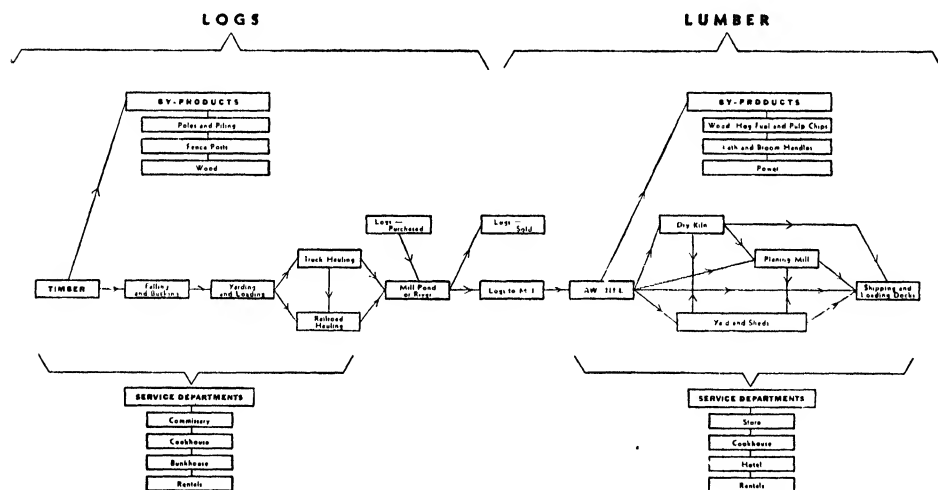 LOGS
LUMBER
BY-PRODUCTS
Poles and Piling
Fence Posts
Wood
BY-PRODUCTS
Wood, Hog Fuel and Pulp Chips
Lath and Broom Handles
Power
Logs —
Purchased
Logs —
Sold
Dry Kiln
Truck Hauling
Planing Mill
TIMBER
Falling
and Bucking
Yarding
and Loading
Mill Pond
or River
Logs to
Shipping and
Loading Docks
Railroad
Hauling
Yard and Sheds
SERVICE DEPARTMENTS
Commissary
Cookhouse
Bunkhouse
Rentals
SERVICE DEPARTMENTS
Store
Cookhouse
Hotel
Rentals